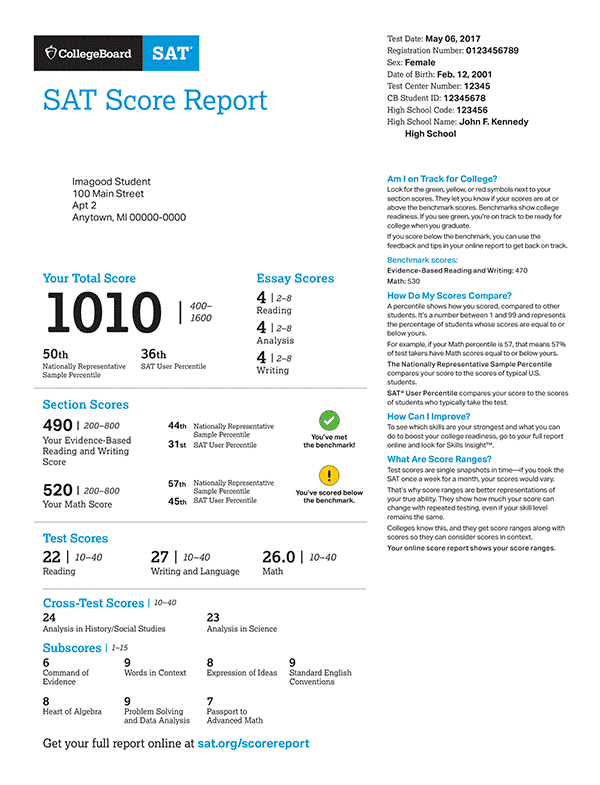 CollegeBoard SAT®
SAT Score Report
Test Date: May 06, 2017
Registration Number: 0123456789
Sex: Female
Date of Birth: Feb. 12, 2001
Test Center Number: 12345
CB Student ID: 12345678
High School Code: 123456
High School Name: John F. Kennedy
High School
Imagood Student
100 Main Street
Apt 2
Anytown, MI 00000-0000
Your Total Score
1010 | 400–
1600
50th
Nationally Representative
Sample Percentile
36th
SAT User Percentile
Essay Scores
4 | 2–8
Reading
4 | 2–8
Analysis
4 | 2–8
Writing
Section Scores
490 | 200–800
Your Evidence-Based
Reading and Writing
Score
44th Nationally Representative
Sample Percentile
31st SAT User Percentile
You've met
the benchmark!
520 | 200–800
Your Math Score
57th Nationally Representative
Sample Percentile
45th SAT User Percentile
You've scored below
the benchmark.
Test Scores
22 | 10–40
Reading
27 | 10–40
Writing and Language
26.0 | 10–40
Math
Cross-Test Scores | 10–40
24
Analysis in History/Social Studies
23
Analysis in Science
Subscores | 1–15
6
Command of
Evidence
9
Words in Context
8
Expression of Ideas
9
Standard English
Conventions
8
Heart of Algebra
9
Problem Solving
and Data Analysis
7
Passport to
Advanced Math
Get your full report online at sat.org/scorereport
Am I on Track for College?
Look for the green, yellow, or red symbols next to your
section scores. They let you know if your scores are at or
above the benchmark scores. Benchmarks show college
readiness. If you see green, you're on track to be ready for
college when you graduate.
If you score below the benchmark, you can use the
feedback and tips in your online report to get back on track.
Benchmark scores:
Evidence-Based Reading and Writing: 470
Math: 530
How Do My Scores Compare?
A percentile shows how you scored, compared to other
students. It's a number between 1 and 99 and represents
the percentage of students whose scores are equal to or
below yours.
For example, if your Math percentile is 57, that means 57%
of test takers have Math scores equal to or below yours.
The Nationally Representative Sample Percentile
compares your score to the scores of typical U.S.
students.
SAT® User Percentile compares your score to the scores
of students who typically take the test.
How Can I Improve?
To see which skills are your strongest and what you can
do to boost your college readiness, go to your full report
online and look for Skills Insight™.
What Are Score Ranges?
Test scores are single snapshots in time—if you took the
SAT once a week for a month, your scores would vary.
That's why score ranges are better representations of
your true ability. They show how much your score can
change with repeated testing, even if your skill level
remains the same.
Colleges know this, and they get score ranges along with
scores so they can consider scores in context.
Your online score report shows your score ranges.